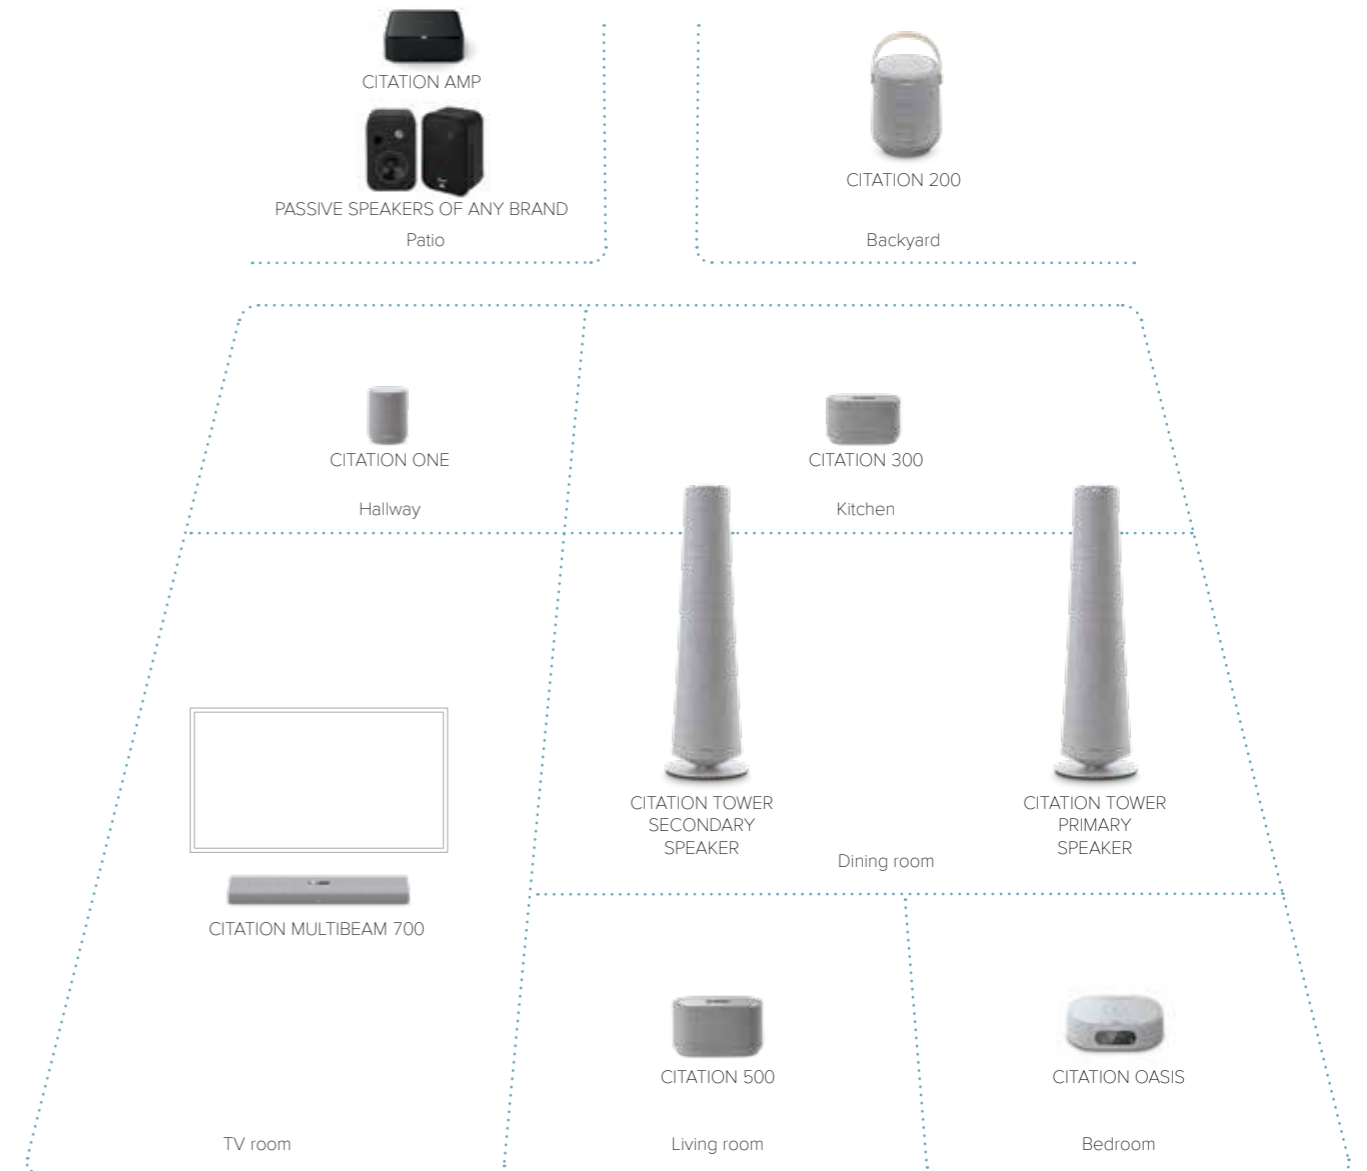 CITATION AMP
PASSIVE SPEAKERS OF ANY BRAND
Patio
CITATION 200
Backyard
CITATION ONE
Hallway
CITATION 300
Kitchen
CITATION TOWER
SECONDARY
SPEAKER
CITATION TOWER
PRIMARY
SPEAKER
Dining room
CITATION MULTIBEAM 700
TV room
CITATION 500
Living room
CITATION OASIS
Bedroom